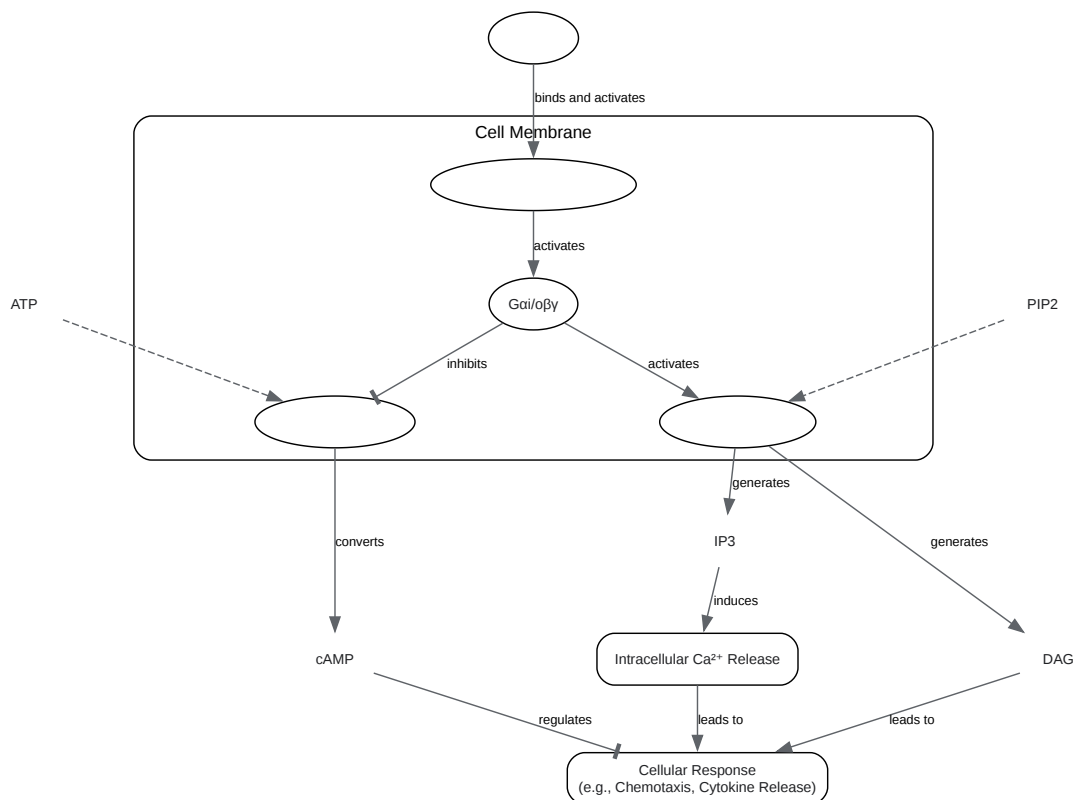 binds and activates
Cell Membrane
activates
ATP
Gαi/oβγ
PIP2
inhibits
activates
generates
converts
IP3
generates
induces
cAMP
Intracellular Ca²⁺ Release
DAG
regulates
leads to
leads to
Cellular Response
(e.g., Chemotaxis, Cytokine Release)